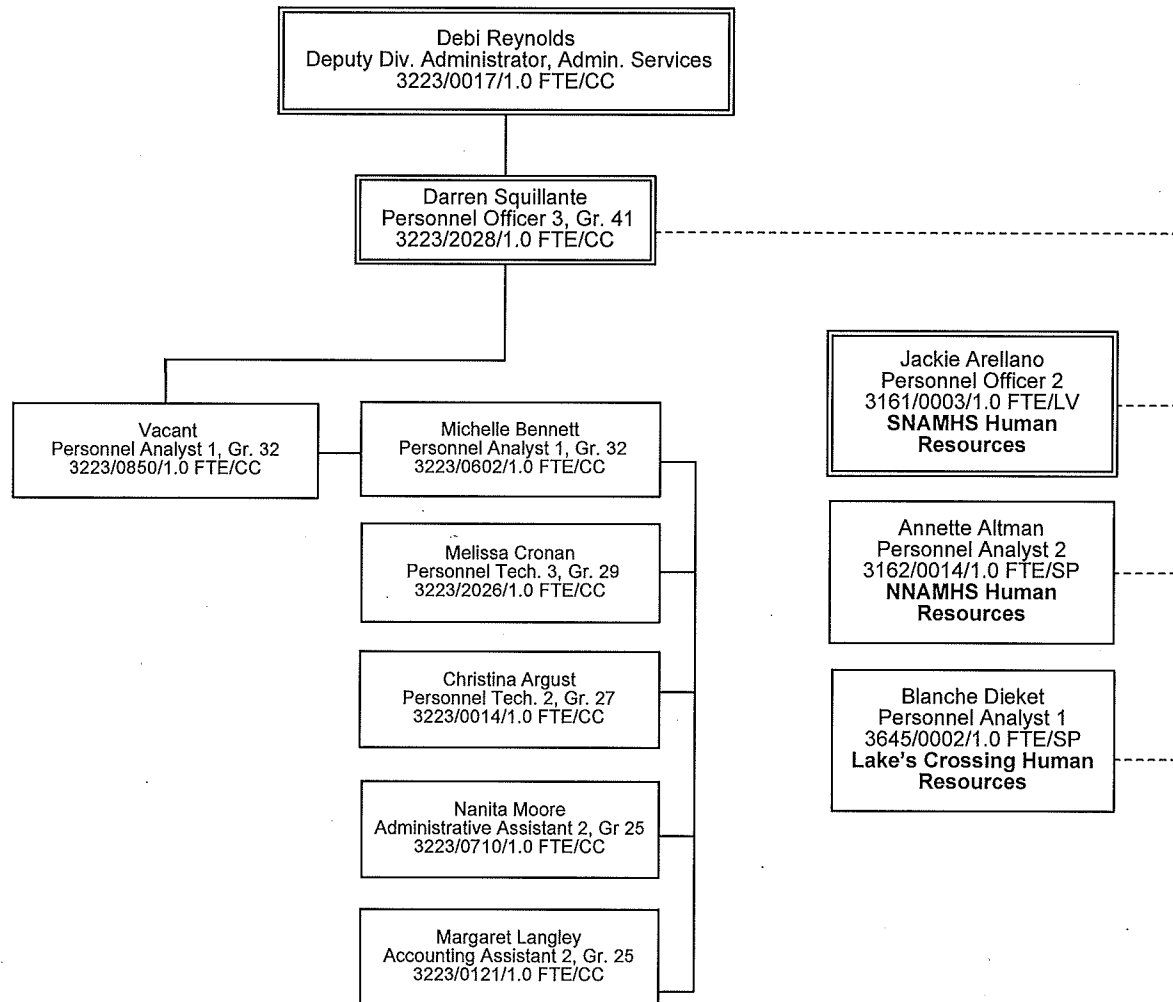 Debi Reynolds
Deputy Div. Administrator, Admin. Services
3223/0017/1.0 FTE/CC
Darren Squillante
Personnel Officer 3, Gr. 41
3223/2028/1.0 FTE/CC
Vacant
Personnel Analyst 1, Gr. 32
3223/0850/1.0 FTE/CC
Michelle Bennett
Personnel Analyst 1, Gr. 32
3223/0602/1.0 FTE/CC
Melissa Cronan
Personnel Tech. 3, Gr. 29
3223/2026/1.0 FTE/CC
Christina Argust
Personnel Tech. 2, Gr. 27
3223/0014/1.0 FTE/CC
Nanita Moore
Administrative Assistant 2, Gr 25
3223/0710/1.0 FTE/CC
Margaret Langley
Accounting Assistant 2, Gr. 25
3223/0121/1.0 FTE/CC
Jackie Arellano
Personnel Officer 2
3161/0003/1.0 FTE/LV
SNAMHS Human
Resources
Annette Altman
Personnel Analyst 2
3162/0014/1.0 FTE/SP
NNAMHS Human
Resources
Blanche Dieket
Personnel Analyst 1
3645/0002/1.0 FTE/SP
Lake's Crossing Human
Resources